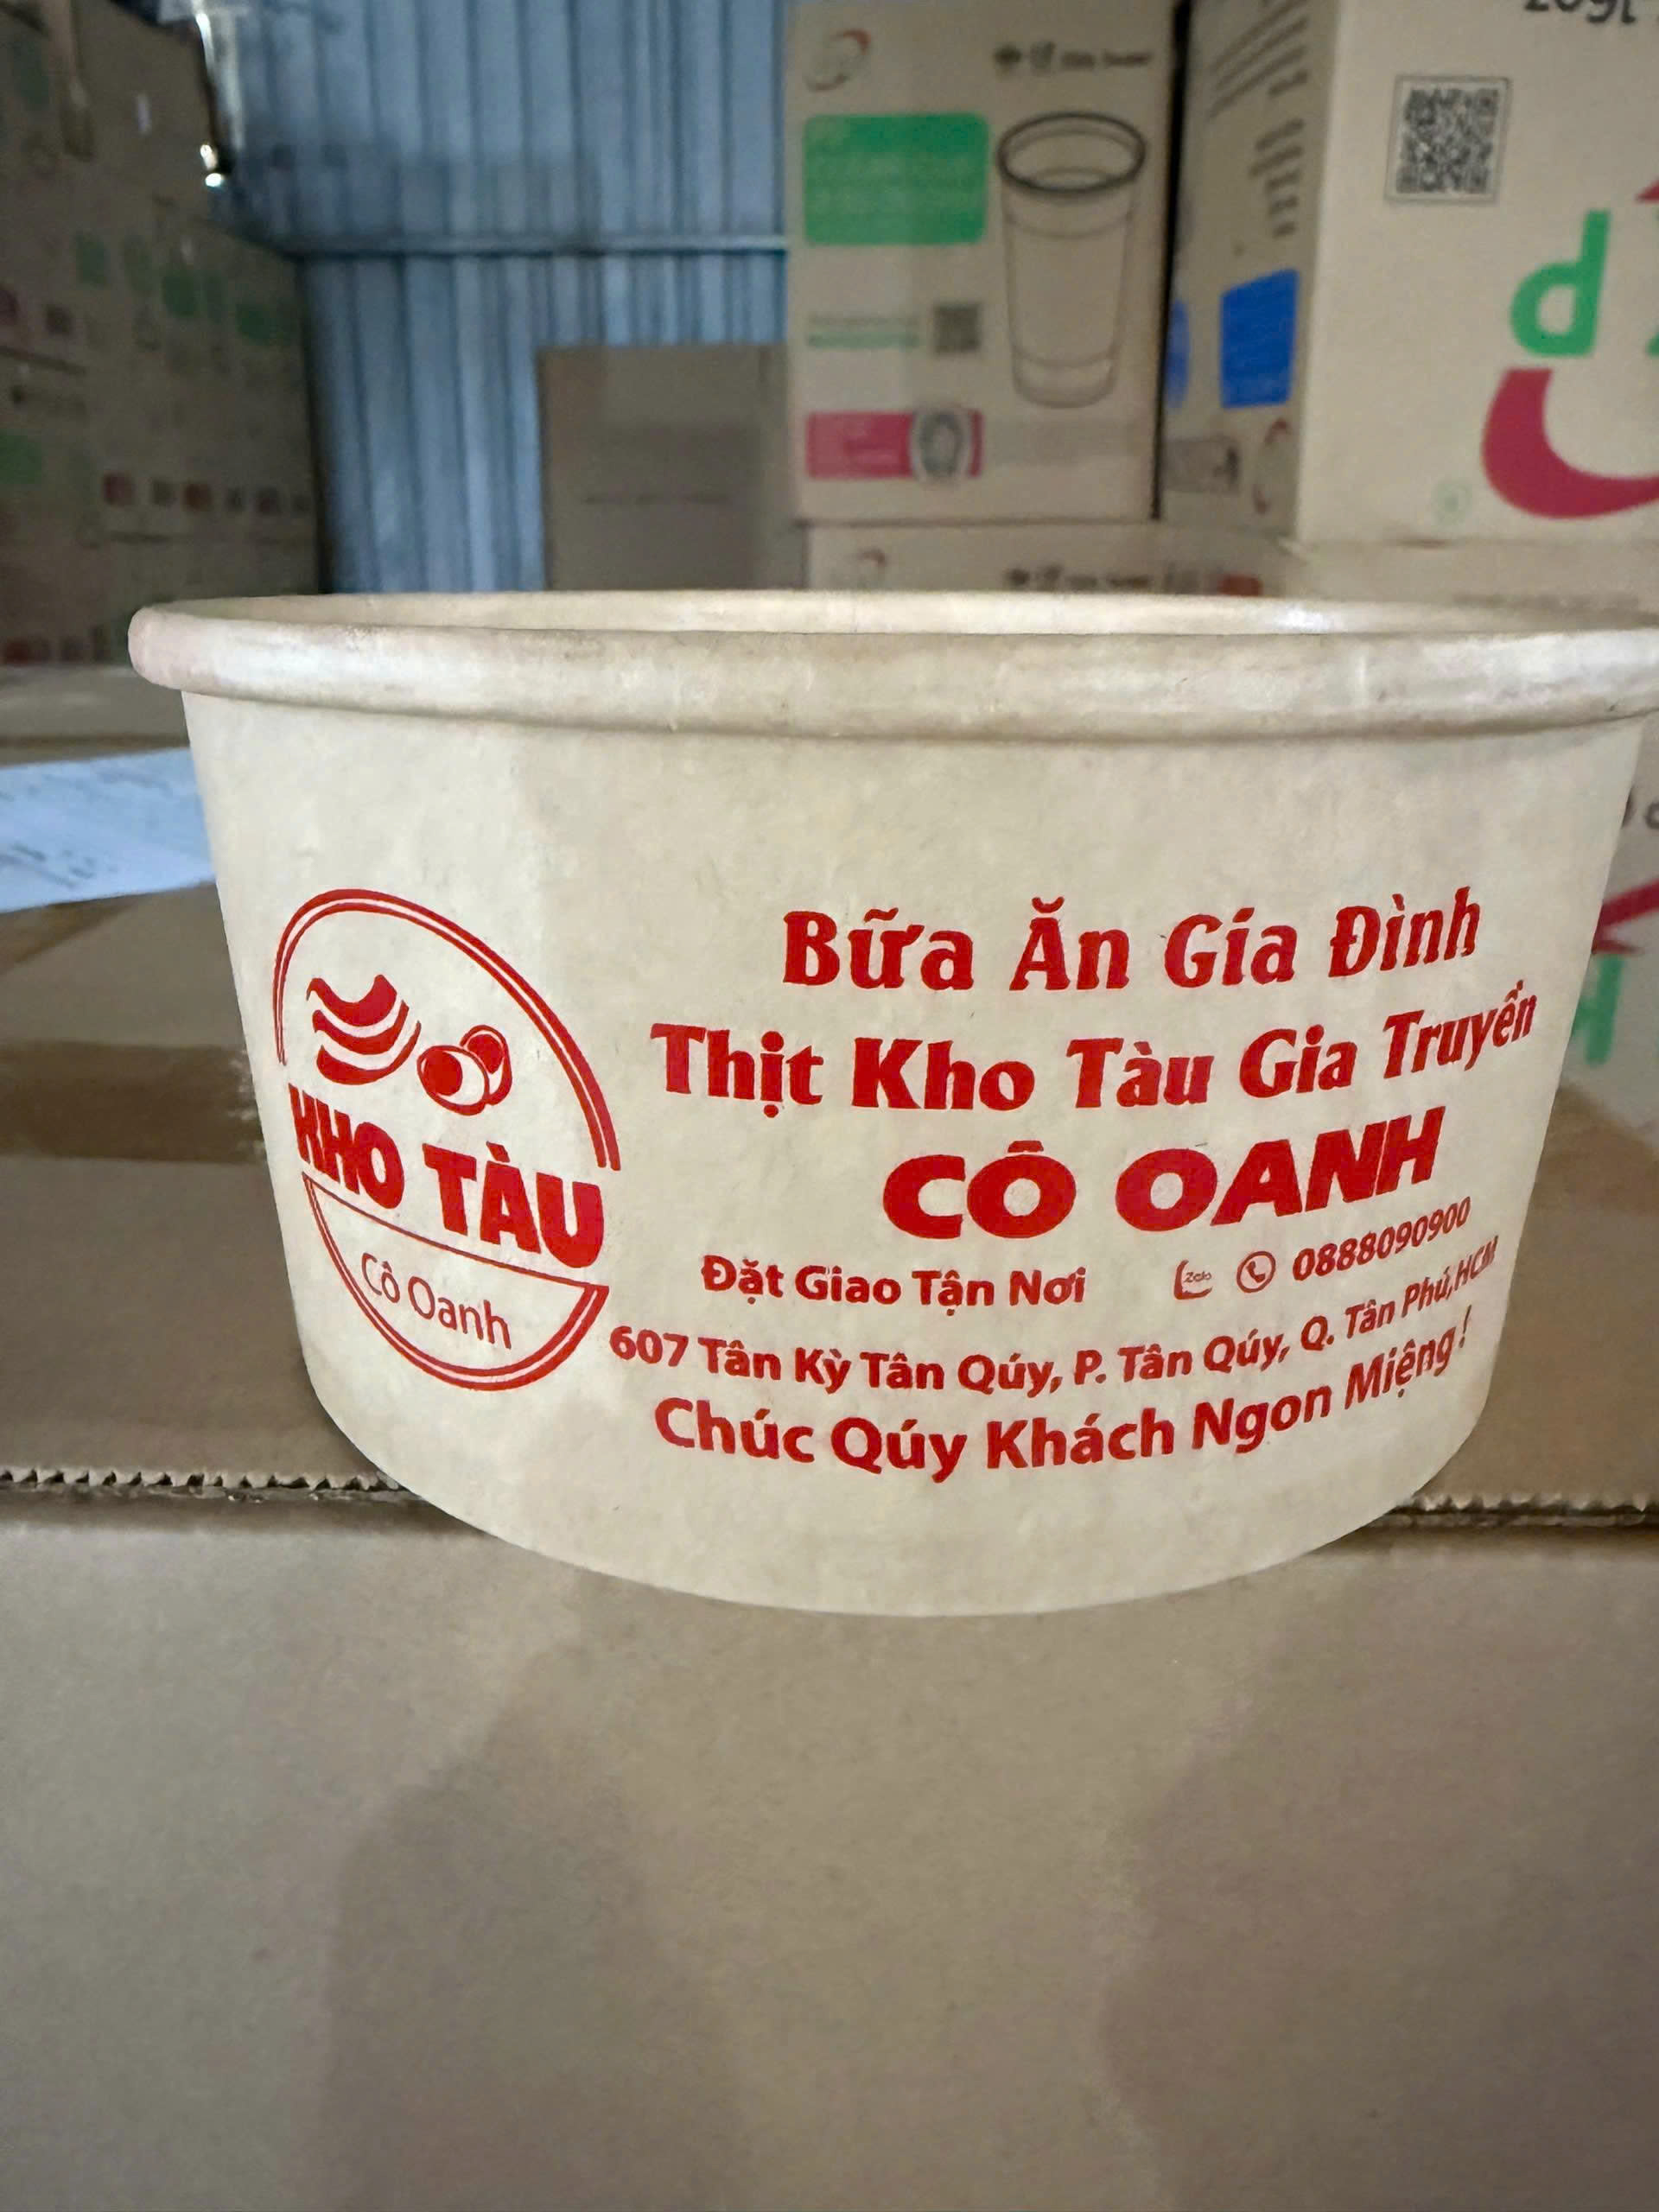 KHO TÀU
Cô Oanh
Bữa Ăn Gia Đình
Thịt Kho Tàu Gia Truyền
CÔ OANH
Đặt Giao Tận Nơi Zalo 0888090900
607 Tân Kỳ Tân Qúy, P. Tân Qúy, Q. Tân Phú,HCM
Chúc Qúy Khách Ngon Miệng!